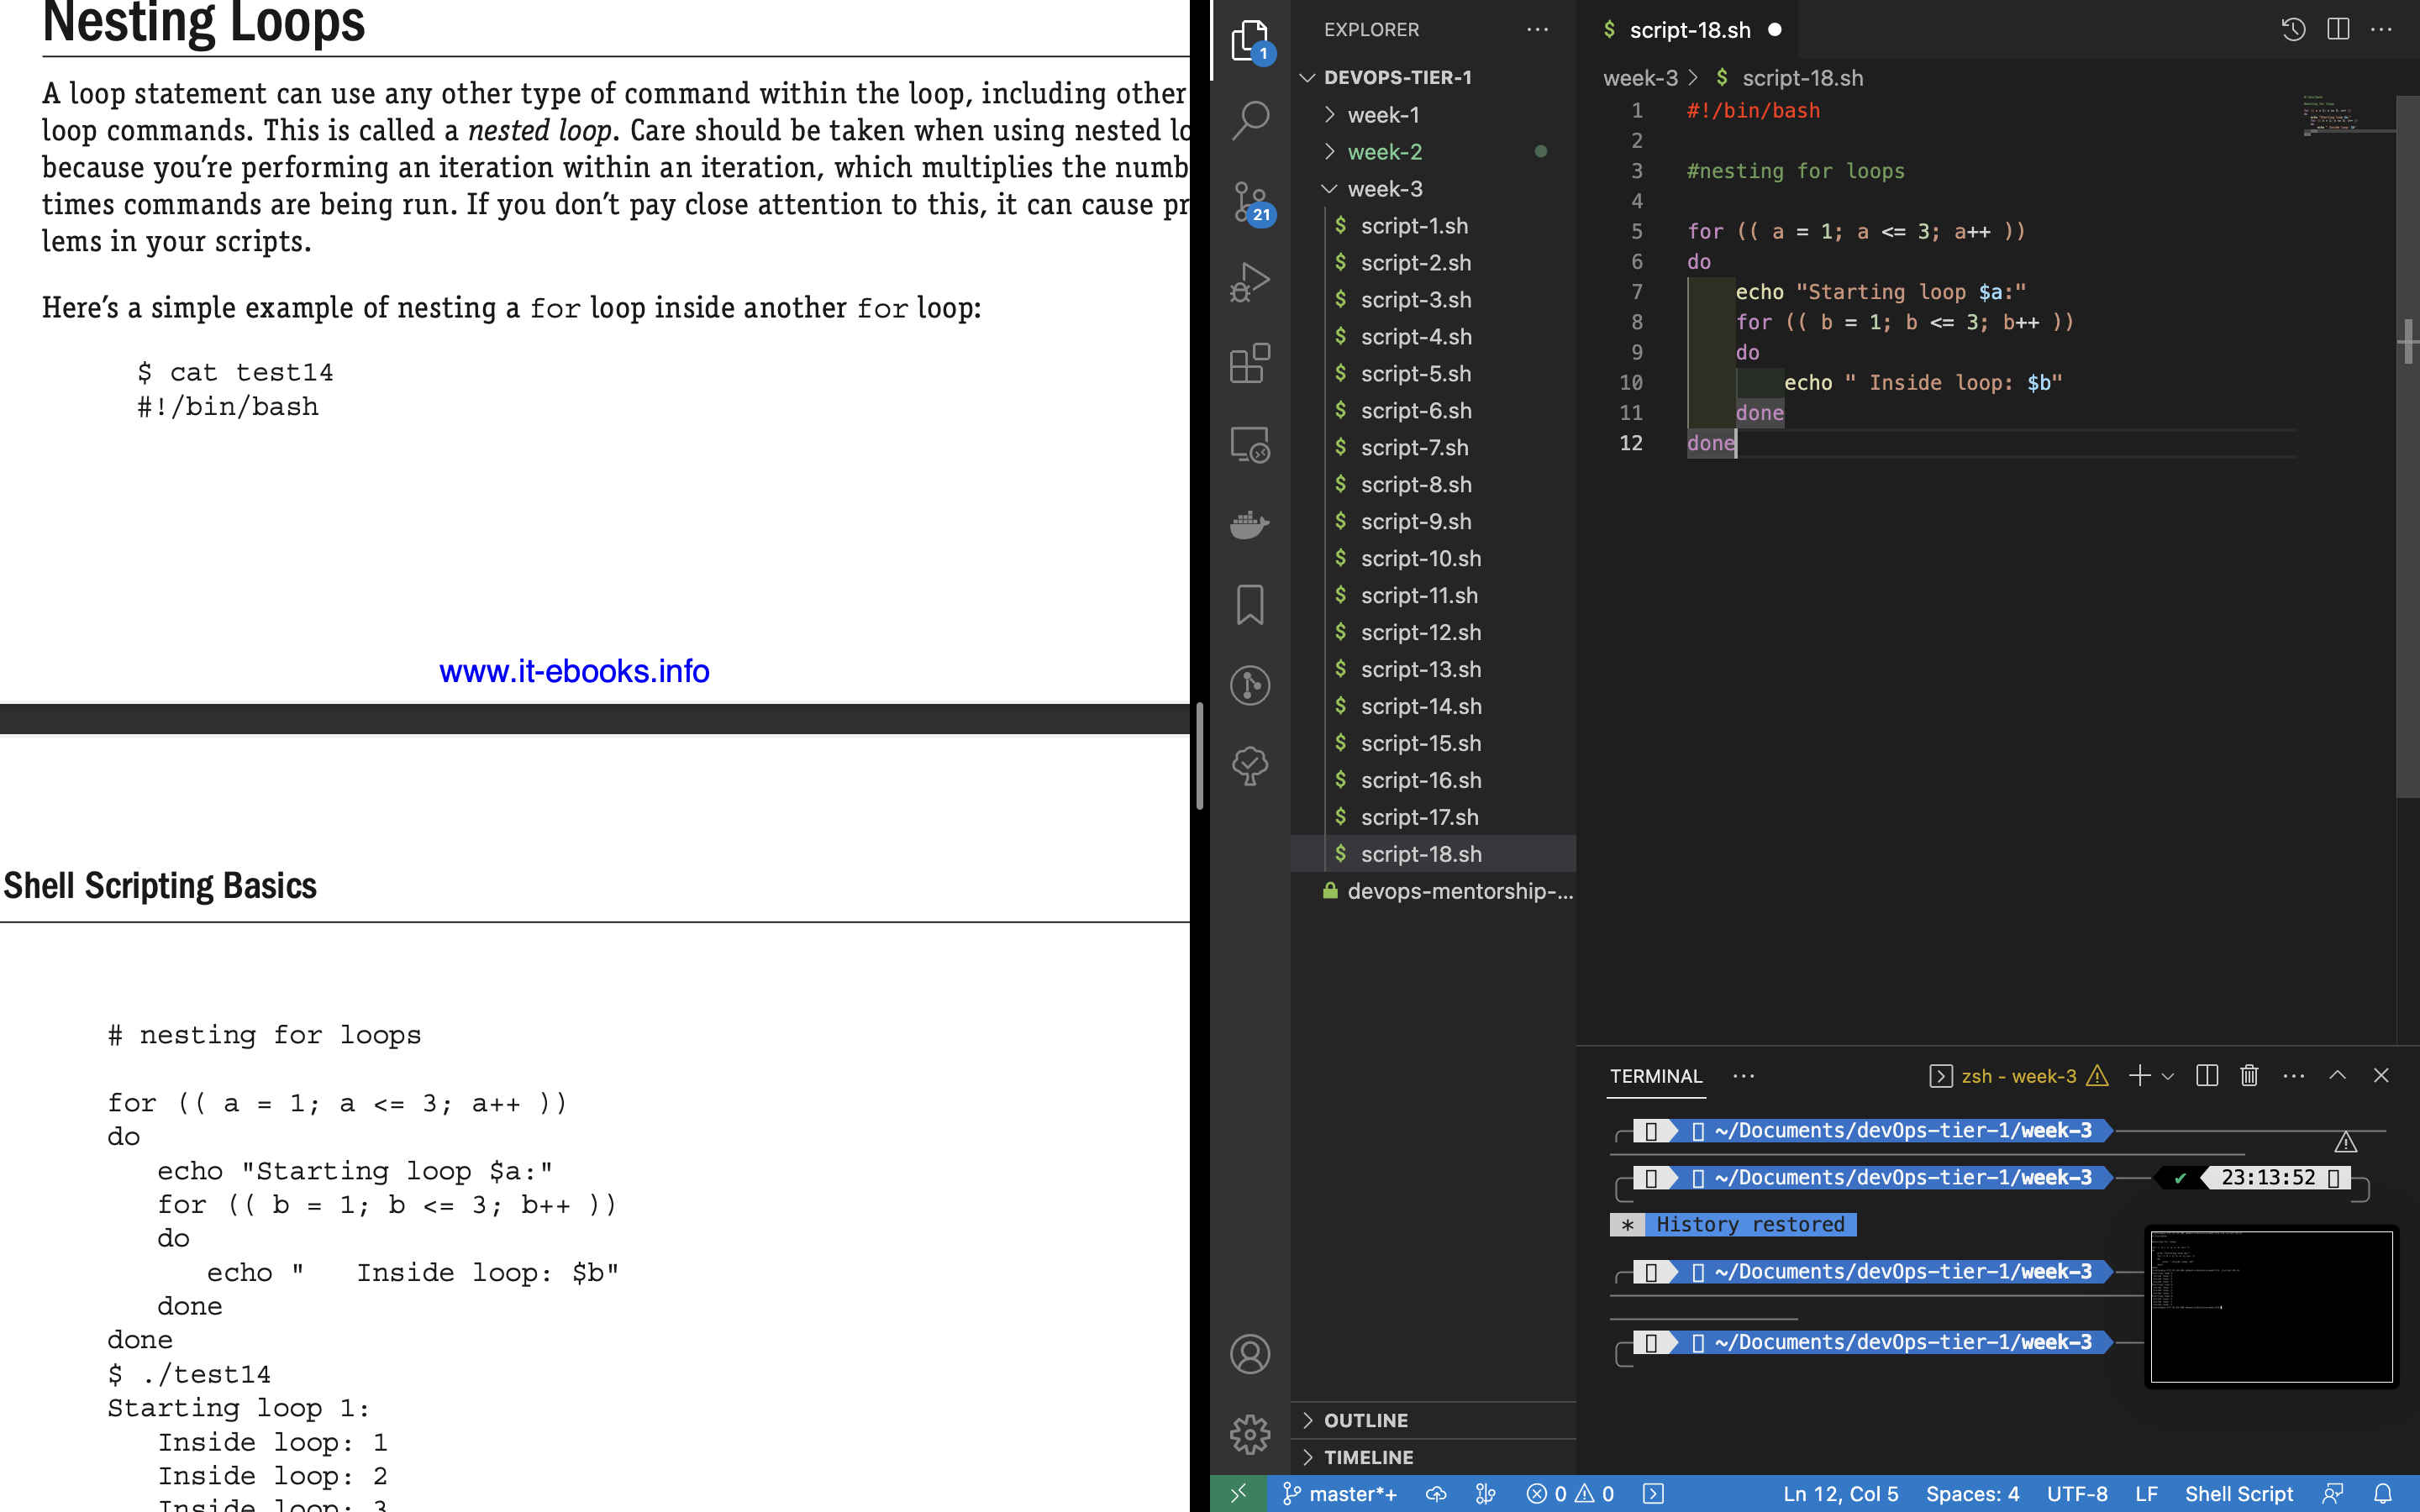 Nesting Loops
A loop statement can use any other type of command within the loop, including other
loop commands. This is called a nested loop. Care should be taken when using nested lo
because you’re performing an iteration within an iteration, which multiplies the numb
times commands are being run. If you don’t pay close attention to this, it can cause pr
lems in your scripts.
Here’s a simple example of nesting a for loop inside another for loop:
$ cat test14
#!/bin/bash
www.it-ebooks.info
Shell Scripting Basics
# nesting for loops
for (( a = 1; a <= 3; a++ ))
do
echo "Starting loop $a:"
for (( b = 1; b <= 3; b++ ))
do
echo "   Inside loop: $b"
done
done
$ ./test14
Starting loop 1:
Inside loop: 1
Inside loop: 2
Inside loop: 3
1
21
EXPLORER
DEVOPS-TIER-1
week-1
week-2
week-3
$ script-1.sh
$ script-2.sh
$ script-3.sh
$ script-4.sh
$ script-5.sh
$ script-6.sh
$ script-7.sh
$ script-8.sh
$ script-9.sh
$ script-10.sh
$ script-11.sh
$ script-12.sh
$ script-13.sh
$ script-14.sh
$ script-15.sh
$ script-16.sh
$ script-17.sh
$ script-18.sh
devops-mentorship-...
OUTLINE
TIMELINE
$ script-18.sh
week-3 > $ script-18.sh
1 #!/bin/bash
2
3 #nesting for loops
4
5 for (( a = 1; a <= 3; a++ ))
6 do
7 echo "Starting loop $a:"
8 for (( b = 1; b <= 3; b++ ))
9 do
10 echo " Inside loop: $b"
11 done
12 done
TERMINAL
zsh - week-3
~/Documents/devOps-tier-1/week-3
~/Documents/devOps-tier-1/week-3 ✔ 23:13:52
* History restored
~/Documents/devOps-tier-1/week-3
~/Documents/devOps-tier-1/week-3
master*+ 0 0 Ln 12, Col 5 Spaces: 4 UTF-8 LF Shell Script